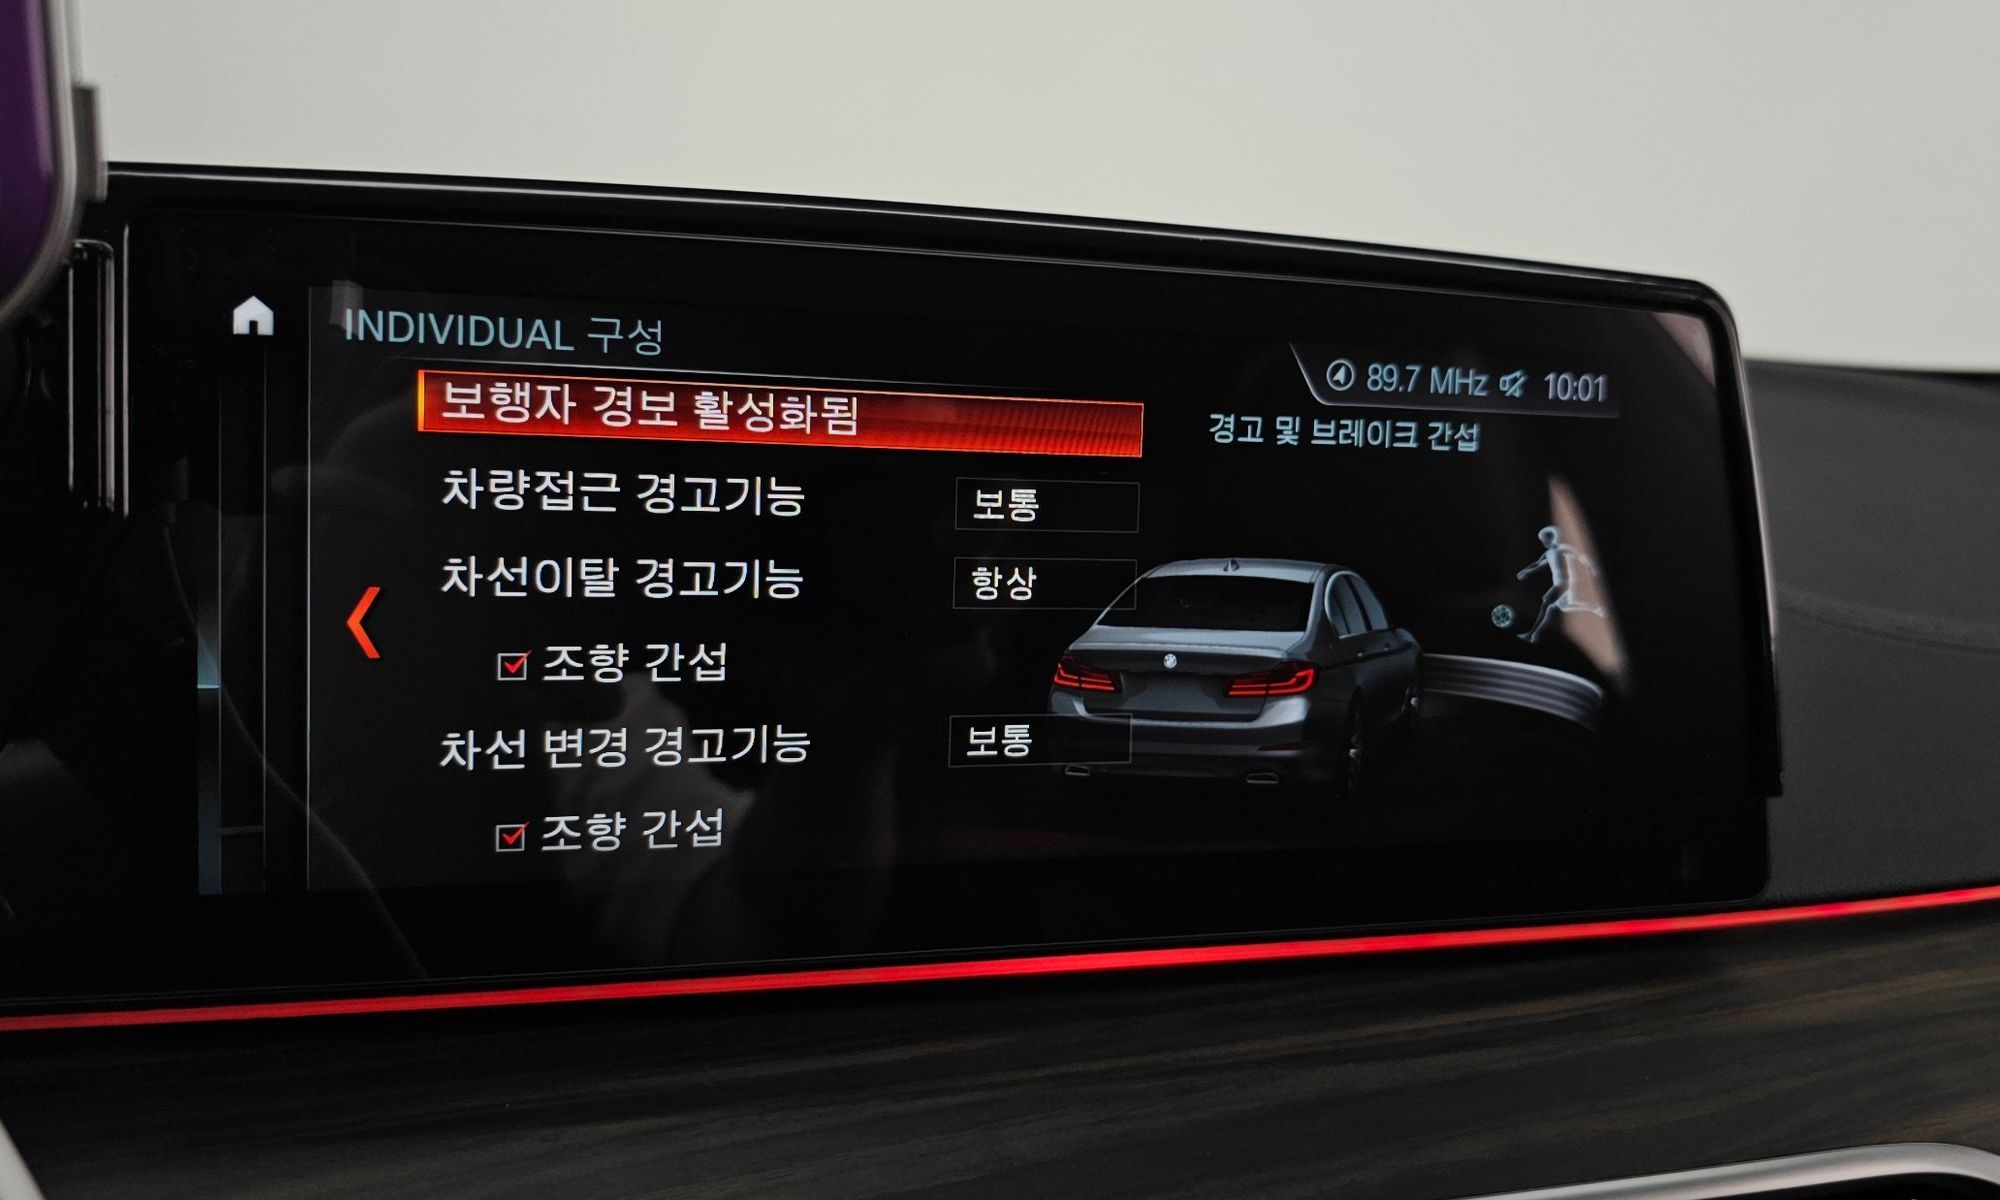 INDIVIDUAL 구성
89.7 MHz 10:01
보행자 경보 활성화됨
경고 및 브레이크 간섭
차량접근 경고기능 보통
차선이탈 경고기능 항상
조향 간섭
차선 변경 경고기능 보통
조향 간섭